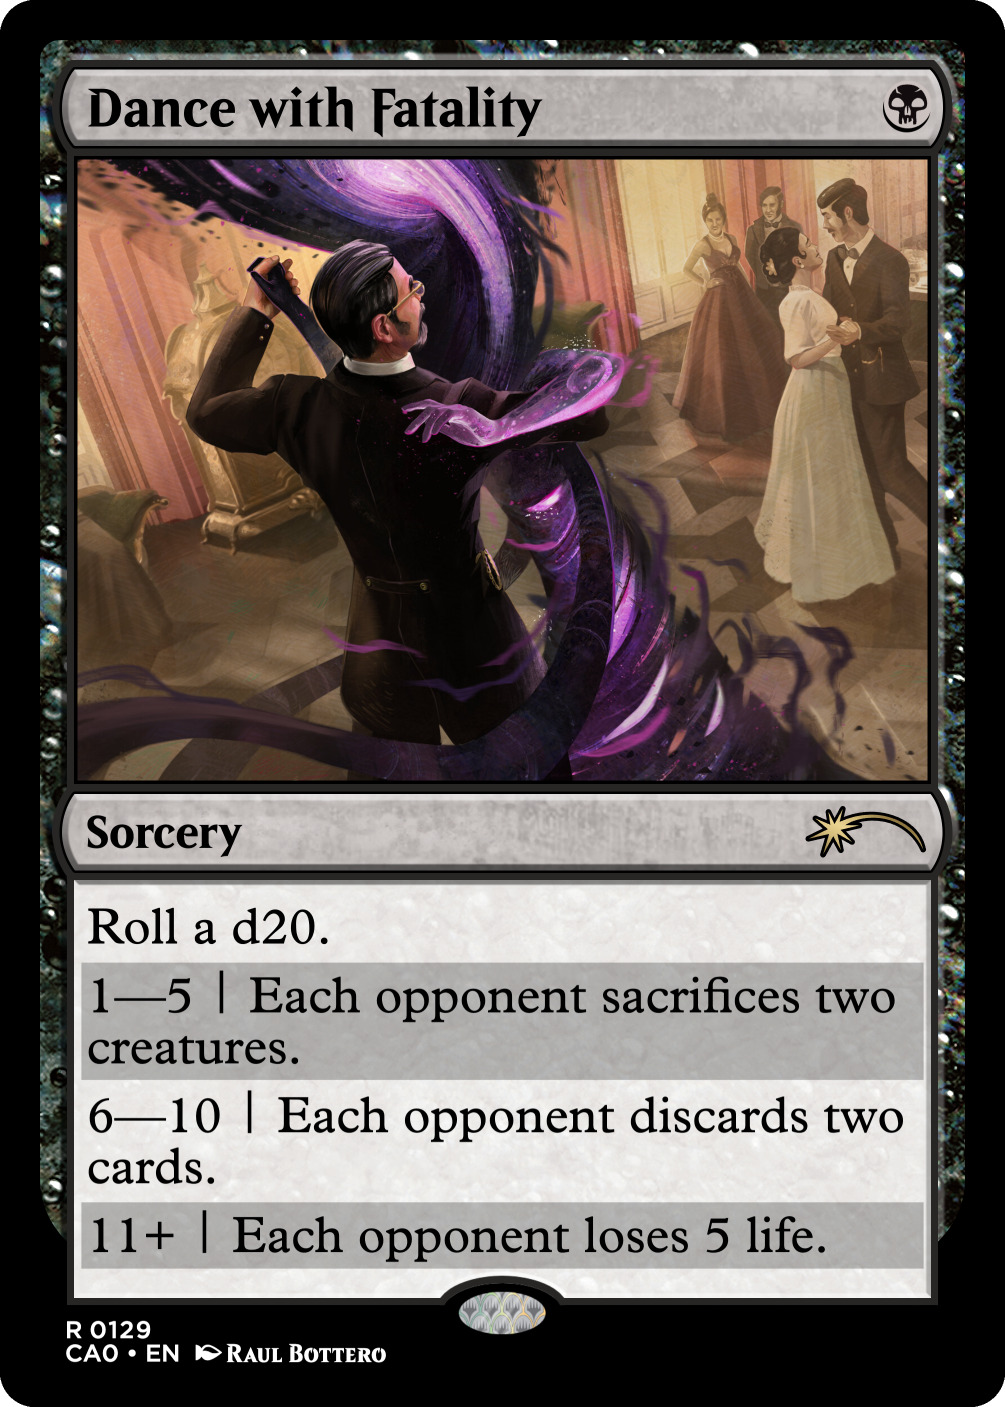 Dance with Fatality
Sorcery
Roll a d20.
1—5 | Each opponent sacrifices two
creatures.
6—10 | Each opponent discards two
cards.
11+ | Each opponent loses 5 life.
R 0129
CAO • EN RAUL BOTTERO